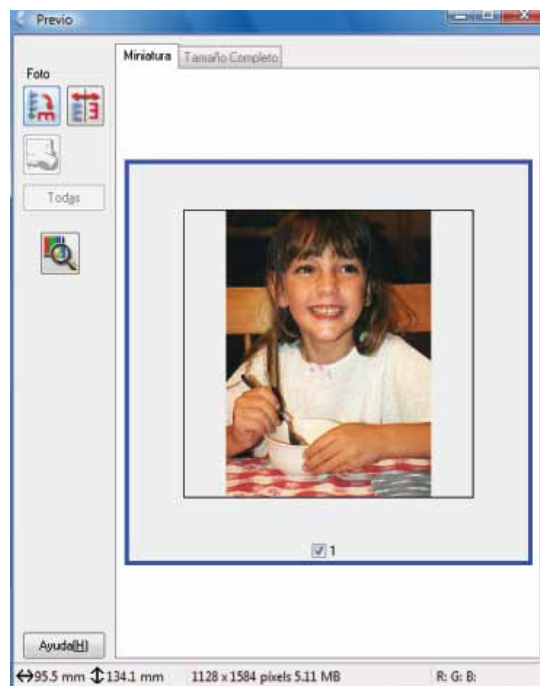 Previo
Miniatura Tamaño Completo
Foto
Todas
1
Ayuda(H)
95.5 mm 134.1 mm 1128 x 1584 pixels 5.11 MB R: G: B: